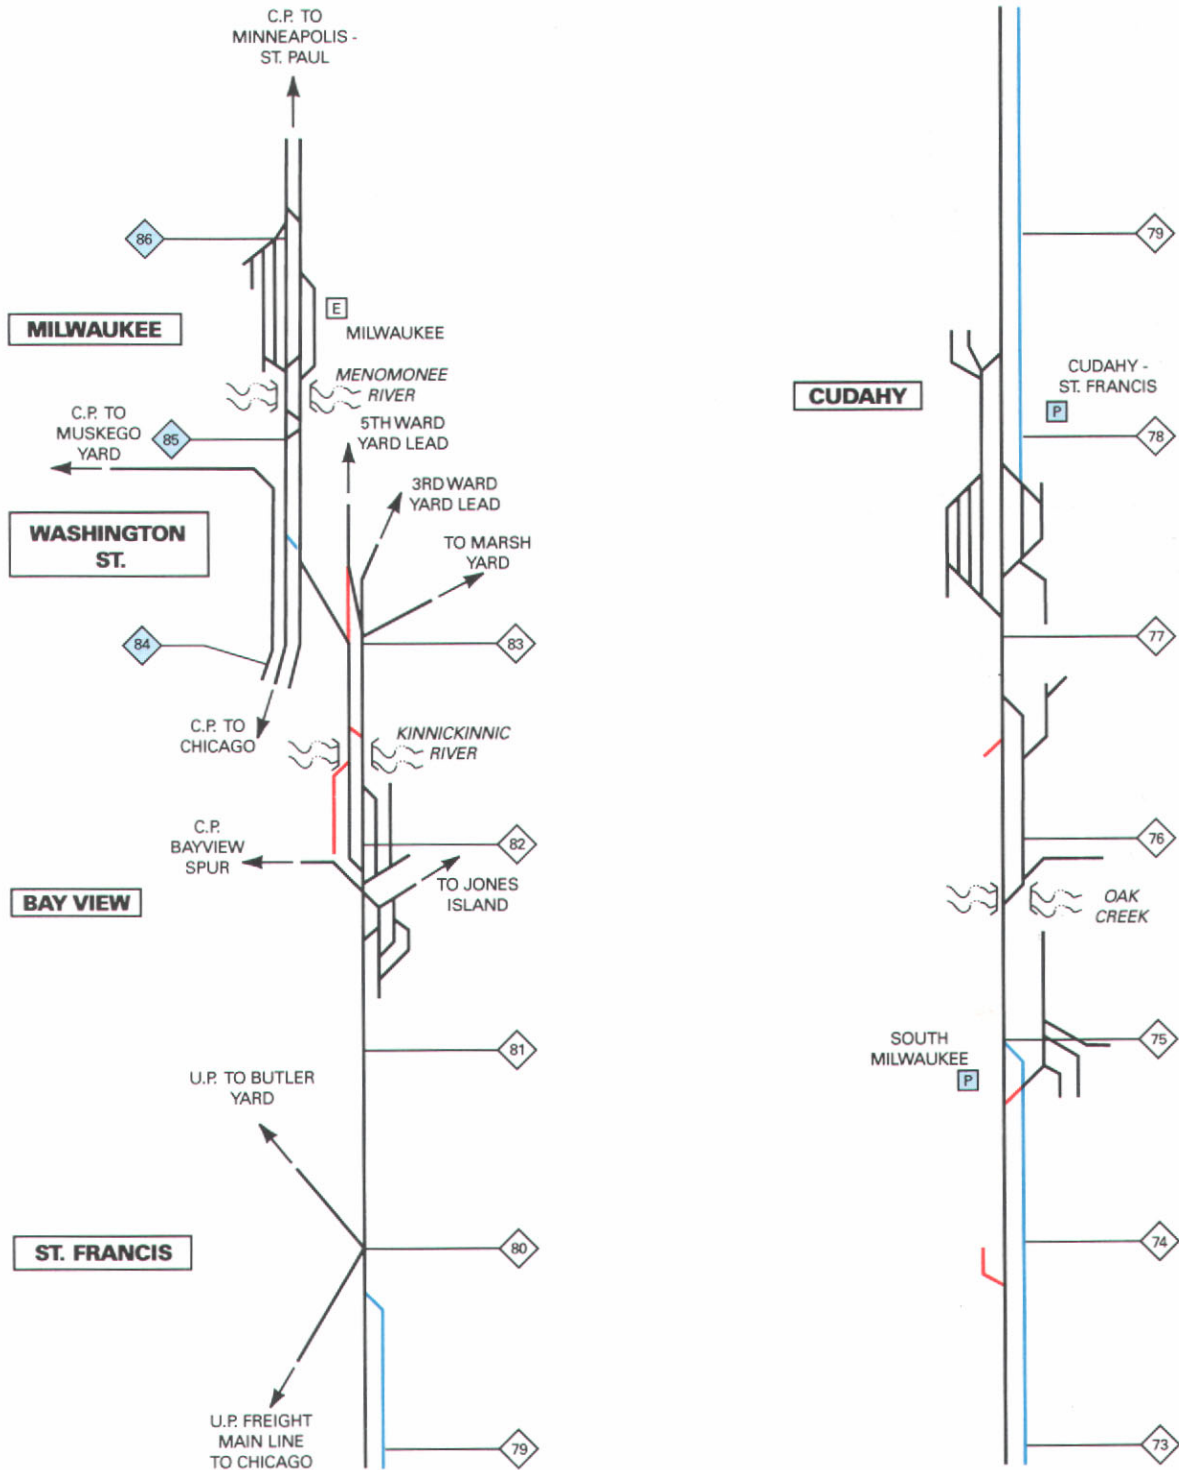 C.P. TO
MINNEAPOLIS -
ST. PAUL
86
E
MILWAUKEE
MILWAUKEE
MENOMONEE
RIVER
C.P. TO
MUSKEGO
YARD
85
5TH WARD
YARD LEAD
3RD WARD
YARD LEAD
WASHINGTON
ST.
TO MARSH
YARD
84
83
C.P. TO
CHICAGO
KINNICKINNIC
RIVER
C.P.
BAYVIEW
SPUR
82
BAY VIEW
TO JONES
ISLAND
81
U.P. TO BUTLER
YARD
ST. FRANCIS
80
U.P. FREIGHT
MAIN LINE
TO CHICAGO
79
79
CUDAHY
CUDAHY -
ST. FRANCIS
P
78
77
76
OAK
CREEK
SOUTH
MILWAUKEE
P
75
74
73